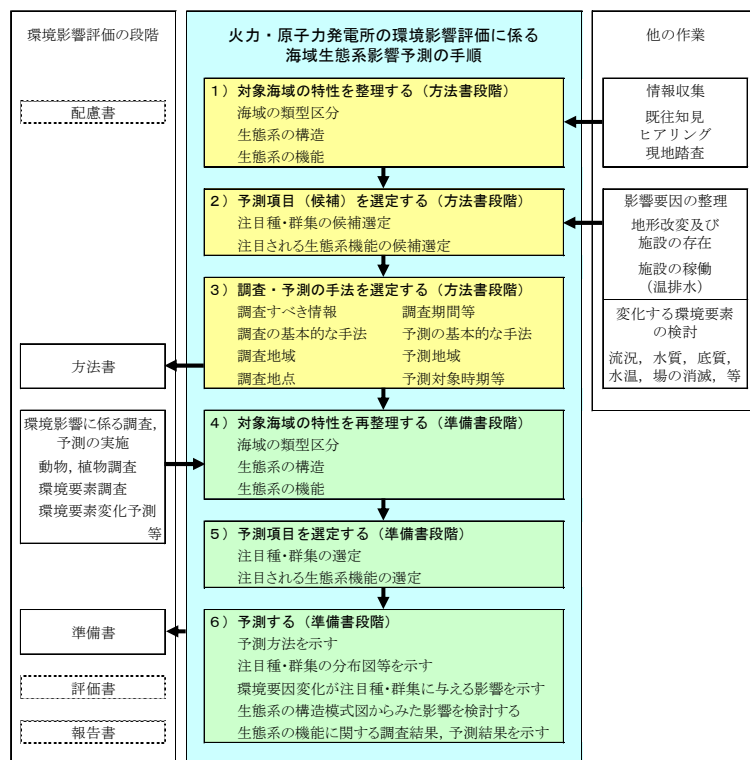 環境影響評価の段階
配慮書
方法書
環境影響に係る調査,
予測の実施
動物, 植物調査
環境要素調査
環境要素変化予測
等
準備書
評価書
報告書
火力・原子力発電所の環境影響評価に係る
海域生態系影響予測の手順
1）対象海域の特性を整理する（方法書段階）
海域の類型区分
生態系の構造
生態系の機能
2）予測項目（候補）を選定する（方法書段階）
注目種・群集の候補選定
注目される生態系機能の候補選定
3）調査・予測の手法を選定する（方法書段階）
調査すべき情報 調査期間等
調査の基本的な手法 予測の基本的な手法
調査地域 予測地域
調査地点 予測対象時期等
4）対象海域の特性を再整理する（準備書段階）
海域の類型区分
生態系の構造
生態系の機能
5）予測項目を選定する（準備書段階）
注目種・群集の選定
注目される生態系機能の選定
6）予測する（準備書段階）
予測方法を示す
注目種・群集の分布図等を示す
環境要因変化が注目種・群集に与える影響を示す
生態系の構造模式図からみた影響を検討する
生態系の機能に関する調査結果, 予測結果を示す
他の作業
情報収集
既往知見
ヒアリング
現地踏査
影響要因の整理
地形改変及び
施設の存在
施設の稼働
（温排水）
変化する環境要素
の検討
流況, 水質, 底質,
水温, 場の消滅, 等